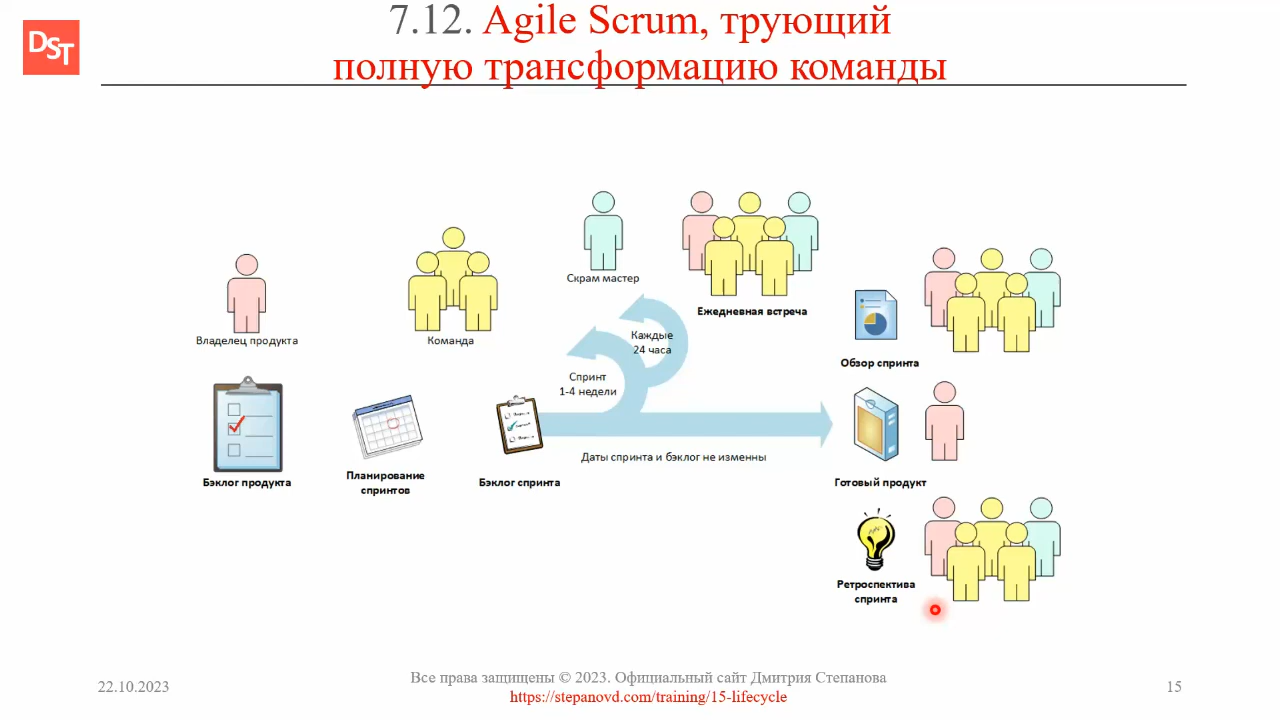 DST
7.12. Agile Scrum, трующий
полную трансформацию команды
Скрам мастер
Ежедневная встреча
Владелец продукта
Команда
Каждые
24 часа
Обзор спринта
Спринт
1-4 недели
Даты спринта и бэклог не изменны
Бэклог продукта
Планирование
спринтов
Бэклог спринта
Готовый продукт
Ретроспектива
спринта
22.10.2023
Все права защищены © 2023. Официальный сайт Дмитрия Степанова
https://stepanovd.com/training/15-lifecycle
15